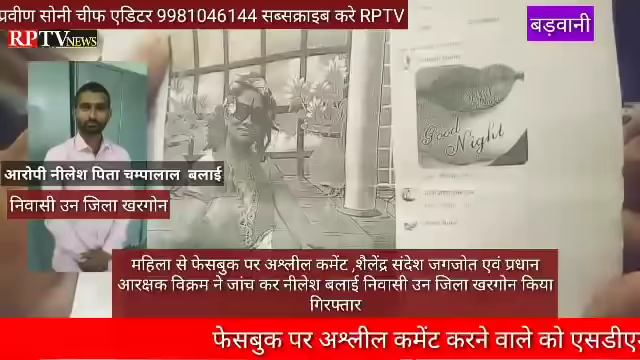 प्रवीण सोनी चीफ एडिटर 9981046144 सब्सक्राइब करे RPTV
RPTV NEWS
बड़वानी
Good
Night
आरोपी नीलेश पिता चम्पालाल बलाई
निवासी उन जिला खरगोन
महिला से फेसबुक पर अश्लील कमेंट ,शैलेंद्र संदेश जगजोत एवं प्रधान
आरक्षक विक्रम ने जांच कर नीलेश बलाई निवासी उन जिला खरगोन किया
गिरफ्तार
फेसबुक पर अश्लील कमेंट करने वाले को एसडीए